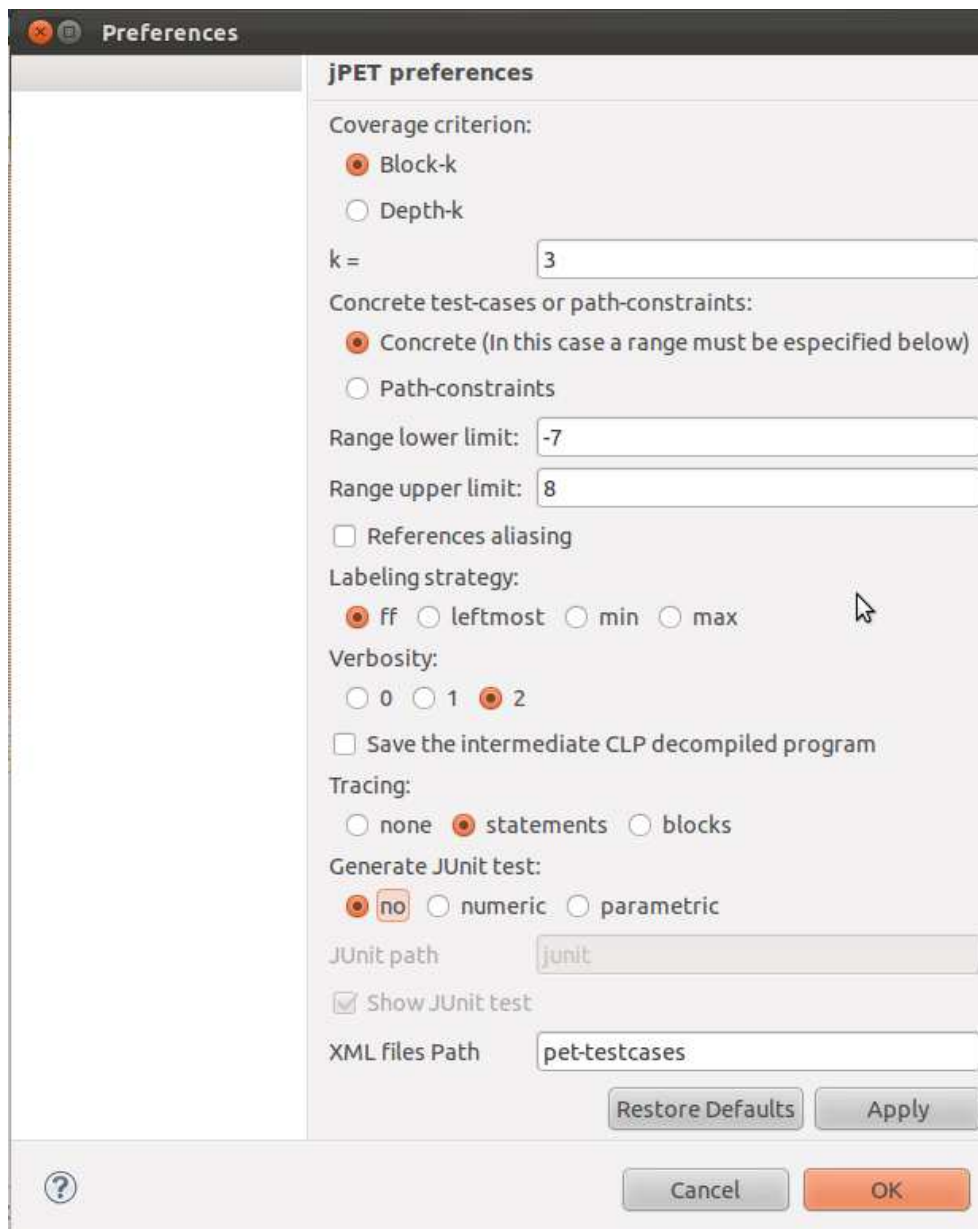 Preferences
jPET preferences
Coverage criterion:
Block-k
Depth-k
k = 3
Concrete test-cases or path-constraints:
Concrete (In this case a range must be especified below)
Path-constraints
Range lower limit: -7
Range upper limit: 8
References aliasing
Labeling strategy:
ff leftmost min max
Verbosity:
0 1 2
Save the intermediate CLP decompiled program
Tracing:
none statements blocks
Generate JUnit test:
no numeric parametric
JUnit path junit
Show JUnit test
XML files Path pet-testcases
Restore Defaults Apply
? Cancel OK